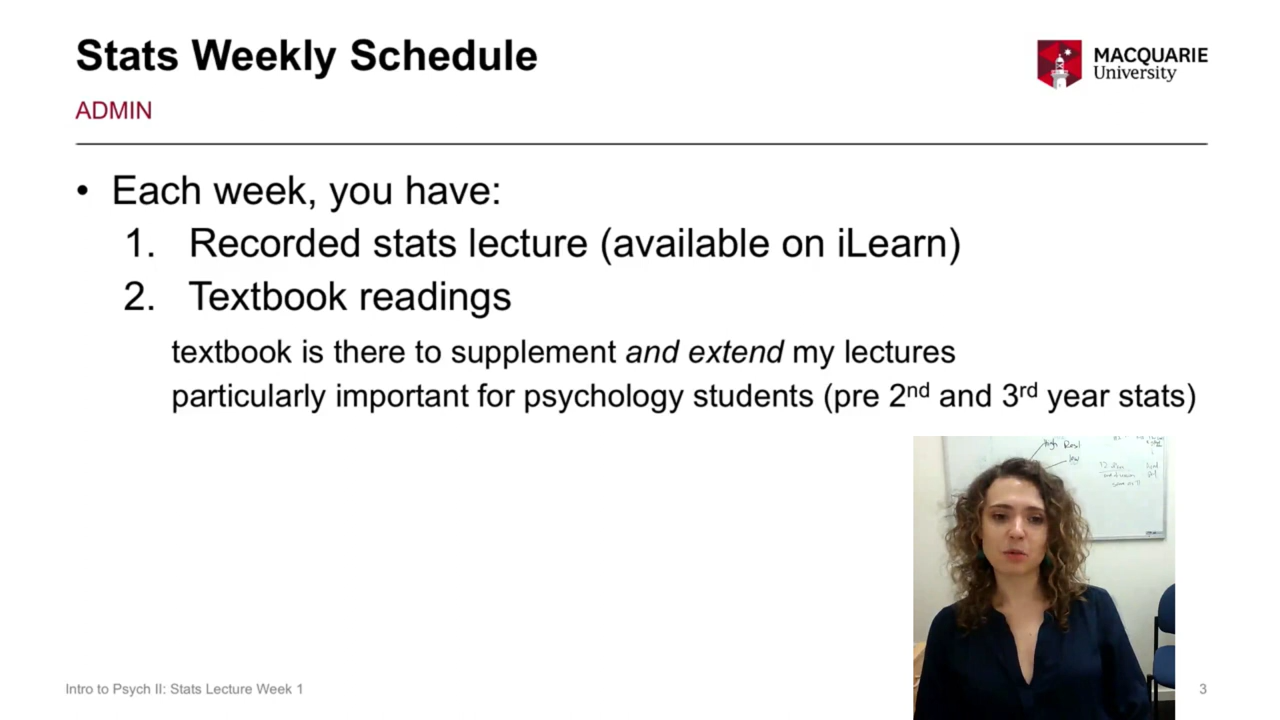 Stats Weekly Schedule
MACQUARIE
University
ADMIN
• Each week, you have:
1. Recorded stats lecture (available on iLearn)
2. Textbook readings
textbook is there to supplement and extend my lectures
particularly important for psychology students (pre 2nd and 3rd year stats)
Intro to Psych II: Stats Lecture Week 1
3